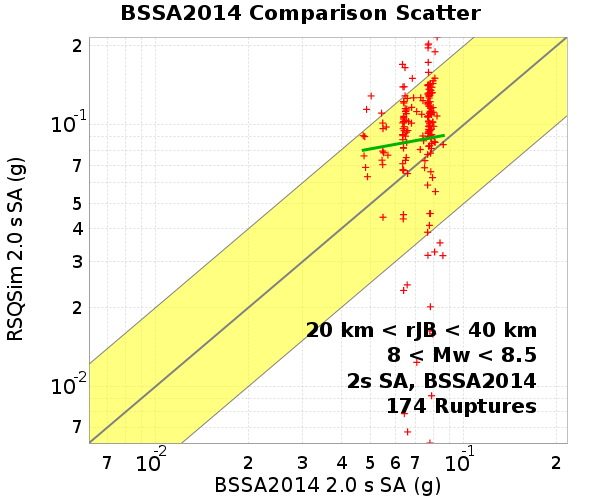 BSSA2014 Comparison Scatter
RSQSim 2.0 s SA (g)
2
10-1
7
5
4
3
2
10-2
7
20 km < rJB < 40 km
8 < Mw < 8.5
2s SA, BSSA2014
174 Ruptures
7 10-2 2 3 4 5 6 7 10-1 2
BSSA2014 2.0 s SA (g)